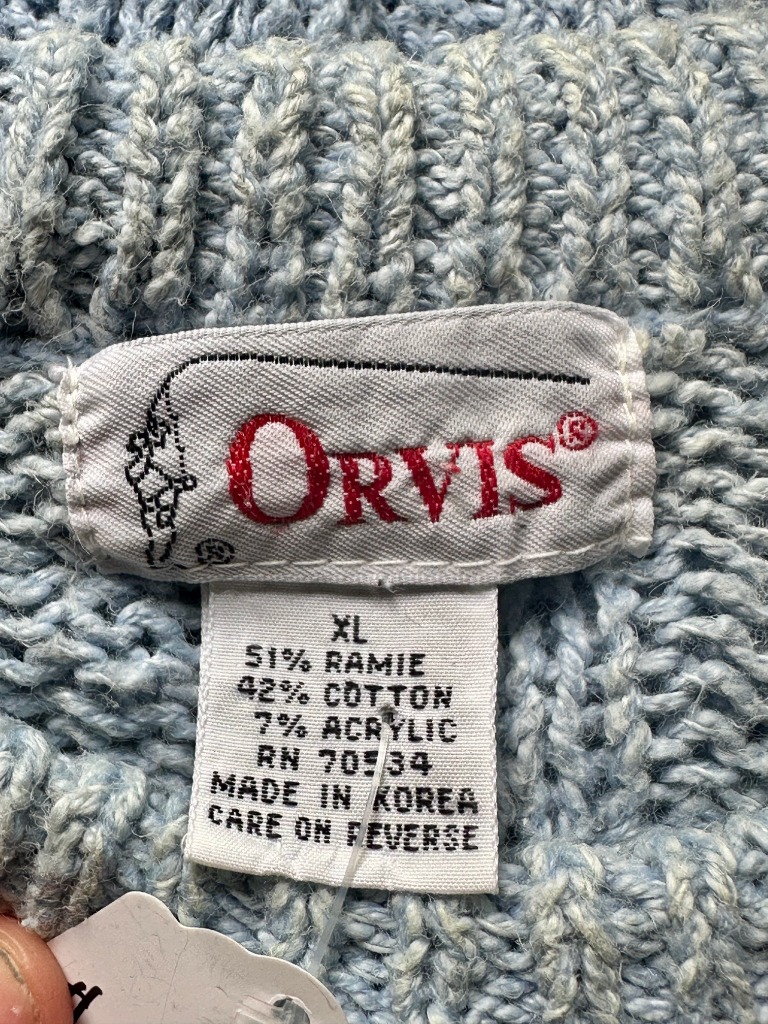 ORVIS®
®
XL
51% RAMIE
42% COTTON
7% ACRYLIC
RN 70534
MADE IN KOREA
CARE ON REVERSE